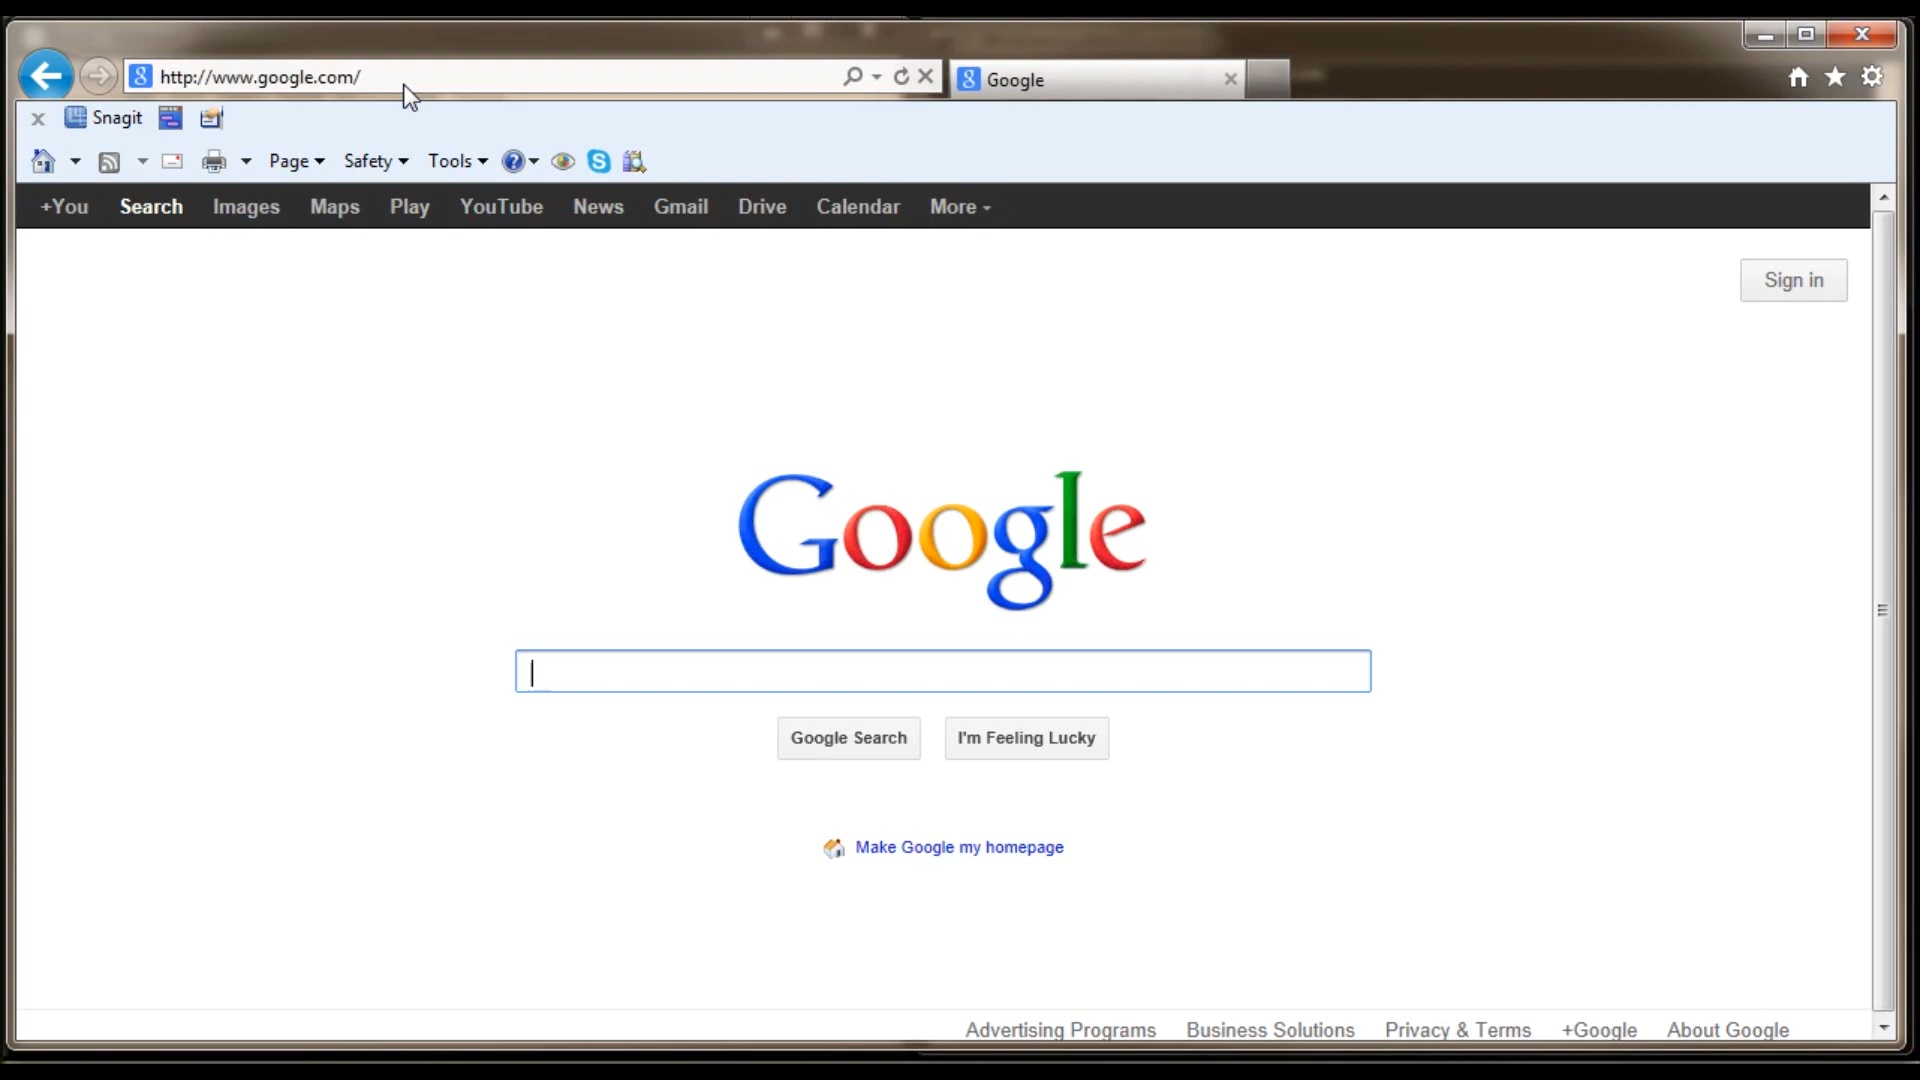 http://www.google.com/
Google
Snagit
Page Safety Tools
+You Search Images Maps Play YouTube News Gmail Drive Calendar More
Sign in
Google
Google Search I'm Feeling Lucky
Make Google my homepage
Advertising Programs Business Solutions Privacy & Terms +Google About Google